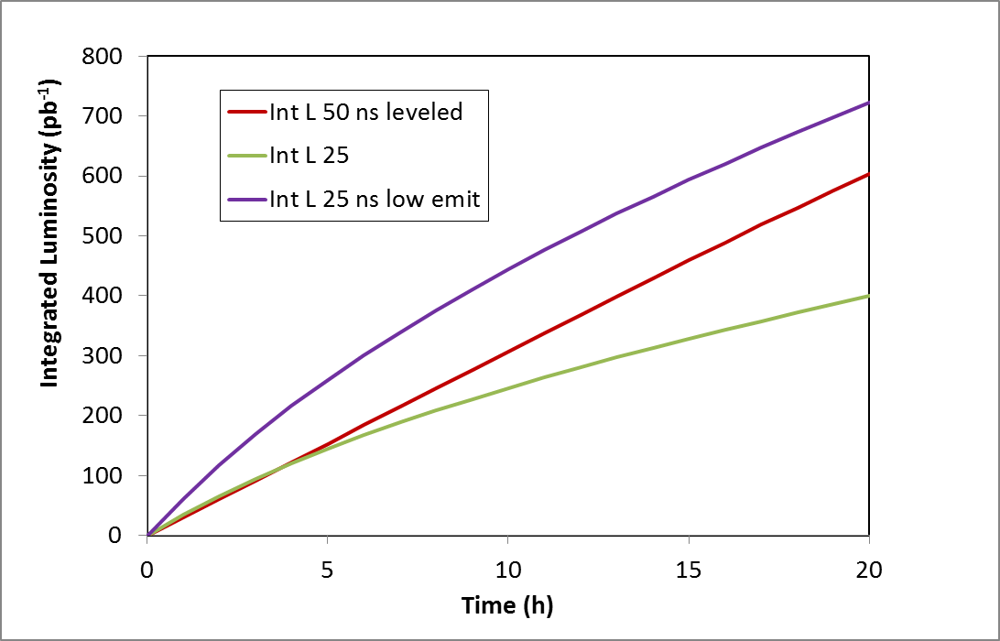 800
700
600
500
400
300
200
100
0
Integrated Luminosity (pb-1)
Int L 50 ns leveled
Int L 25
Int L 25 ns low emit
0 5 10 15 20
Time (h)